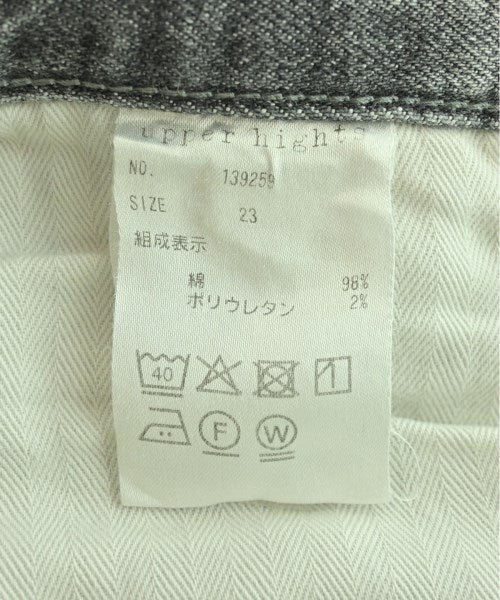 upper hights
NO. 139259
SIZE 23
組成表示
綿 98%
ポリウレタン 2%
40
F W